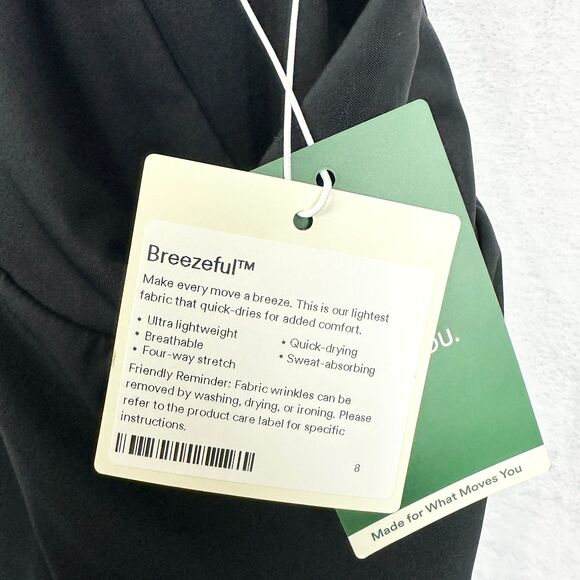 Breezeful™
Make every move a breeze. This is our lightest
fabric that quick-dries for added comfort.
• Ultra lightweight
• Breathable
• Four-way stretch
• Quick-drying
• Sweat-absorbing
Friendly Reminder: Fabric wrinkles can be
removed by washing, drying, or ironing. Please
refer to the product care label for specific
instructions.
8
OU.
Made for What Moves You